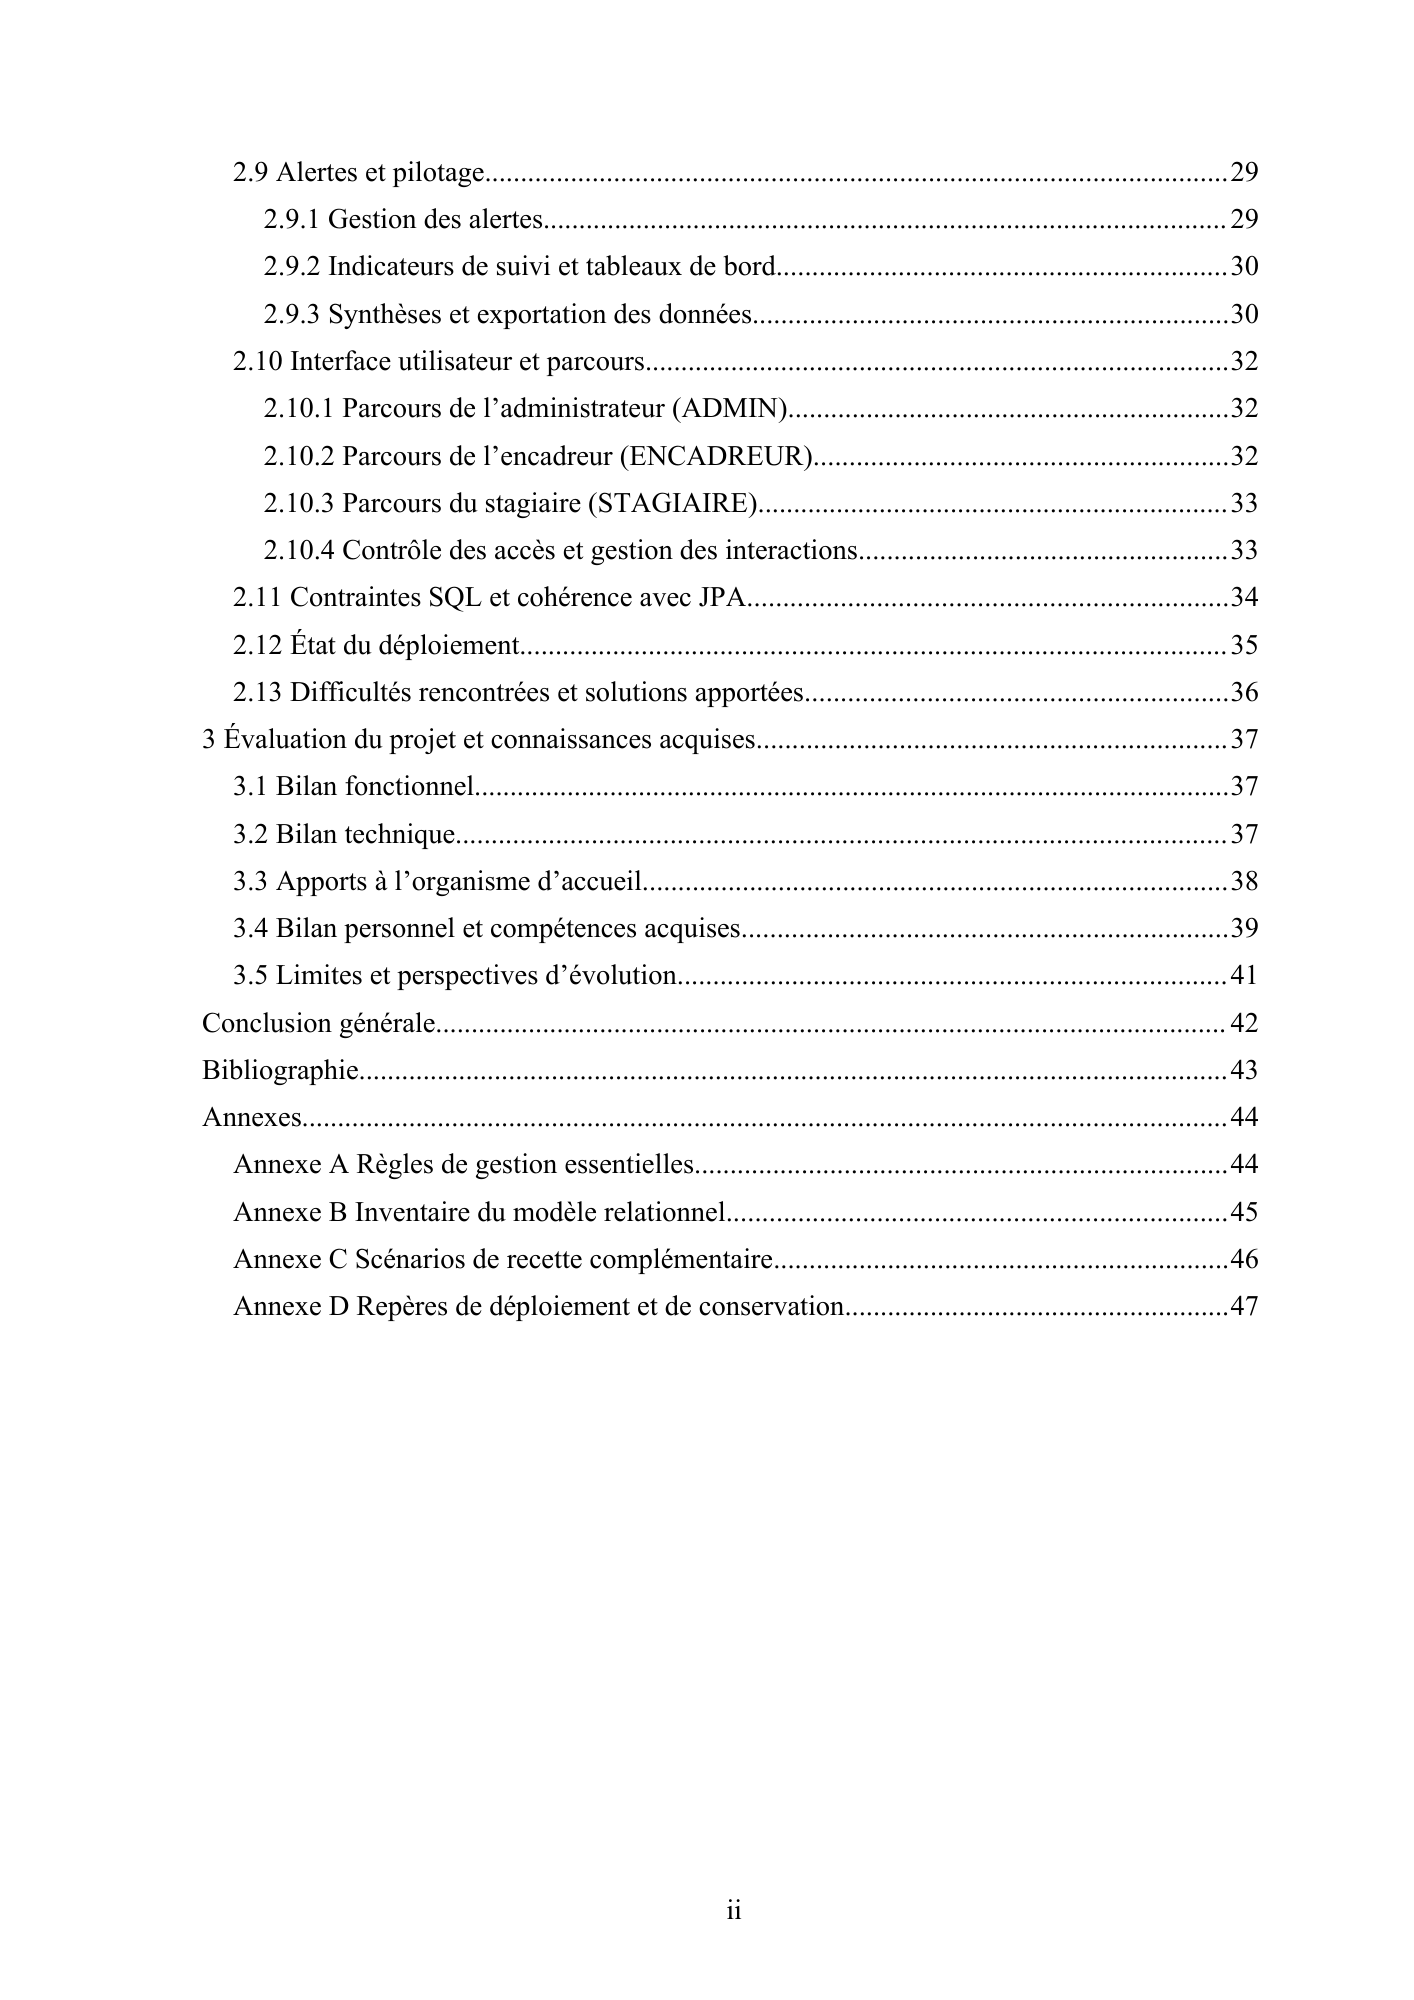 2.9 Alertes et pilotage....................29
2.9.1 Gestion des alertes....................29
2.9.2 Indicateurs de suivi et tableaux de bord....................30
2.9.3 Synthèses et exportation des données....................30
2.10 Interface utilisateur et parcours....................32
2.10.1 Parcours de l’administrateur (ADMIN)....................32
2.10.2 Parcours de l’encadreur (ENCADREUR)....................32
2.10.3 Parcours du stagiaire (STAGIAIRE)....................33
2.10.4 Contrôle des accès et gestion des interactions....................33
2.11 Contraintes SQL et cohérence avec JPA....................34
2.12 État du déploiement....................35
2.13 Difficultés rencontrées et solutions apportées....................36
3 Évaluation du projet et connaissances acquises....................37
3.1 Bilan fonctionnel....................37
3.2 Bilan technique....................37
3.3 Apports à l’organisme d’accueil....................38
3.4 Bilan personnel et compétences acquises....................39
3.5 Limites et perspectives d’évolution....................41
Conclusion générale....................42
Bibliographie....................43
Annexes....................44
Annexe A Règles de gestion essentielles....................44
Annexe B Inventaire du modèle relationnel....................45
Annexe C Scénarios de recette complémentaire....................46
Annexe D Repères de déploiement et de conservation....................47
ii